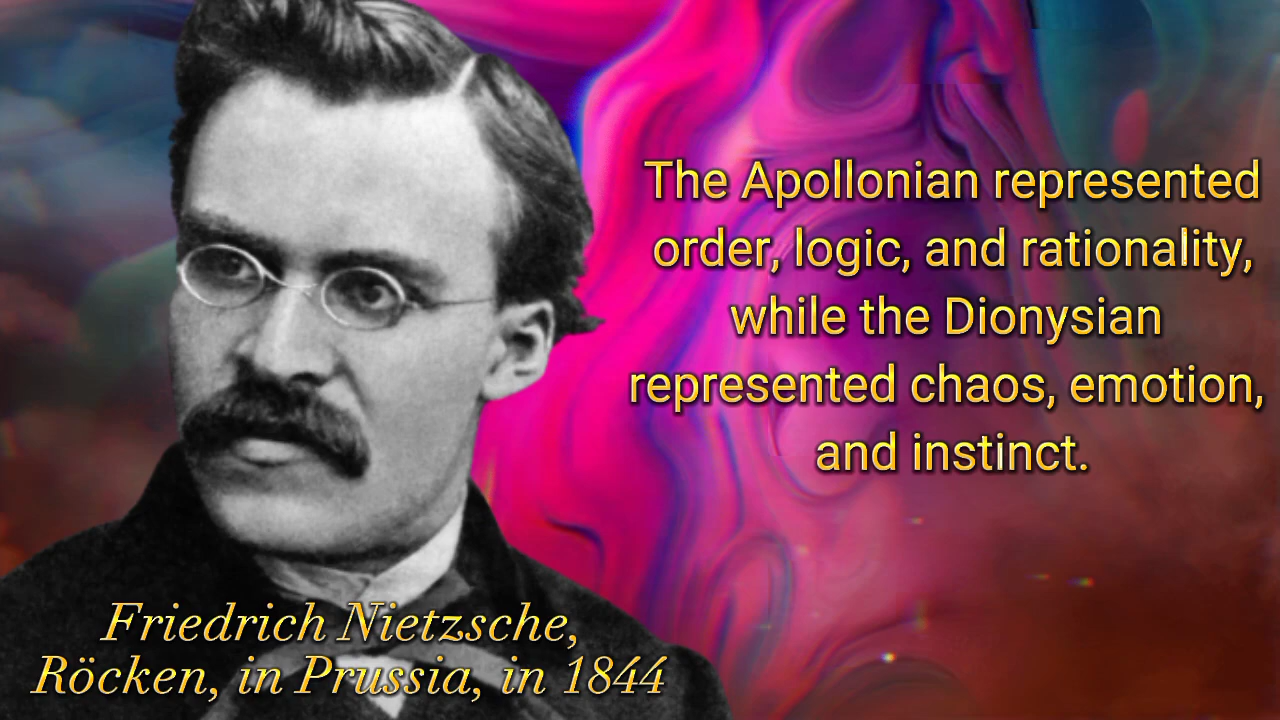 The Apollonian represented
order, logic, and rationality,
while the Dionysian
represented chaos, emotion,
and instinct.
Friedrich Nietzsche,
Röcken, in Prussia, in 1844